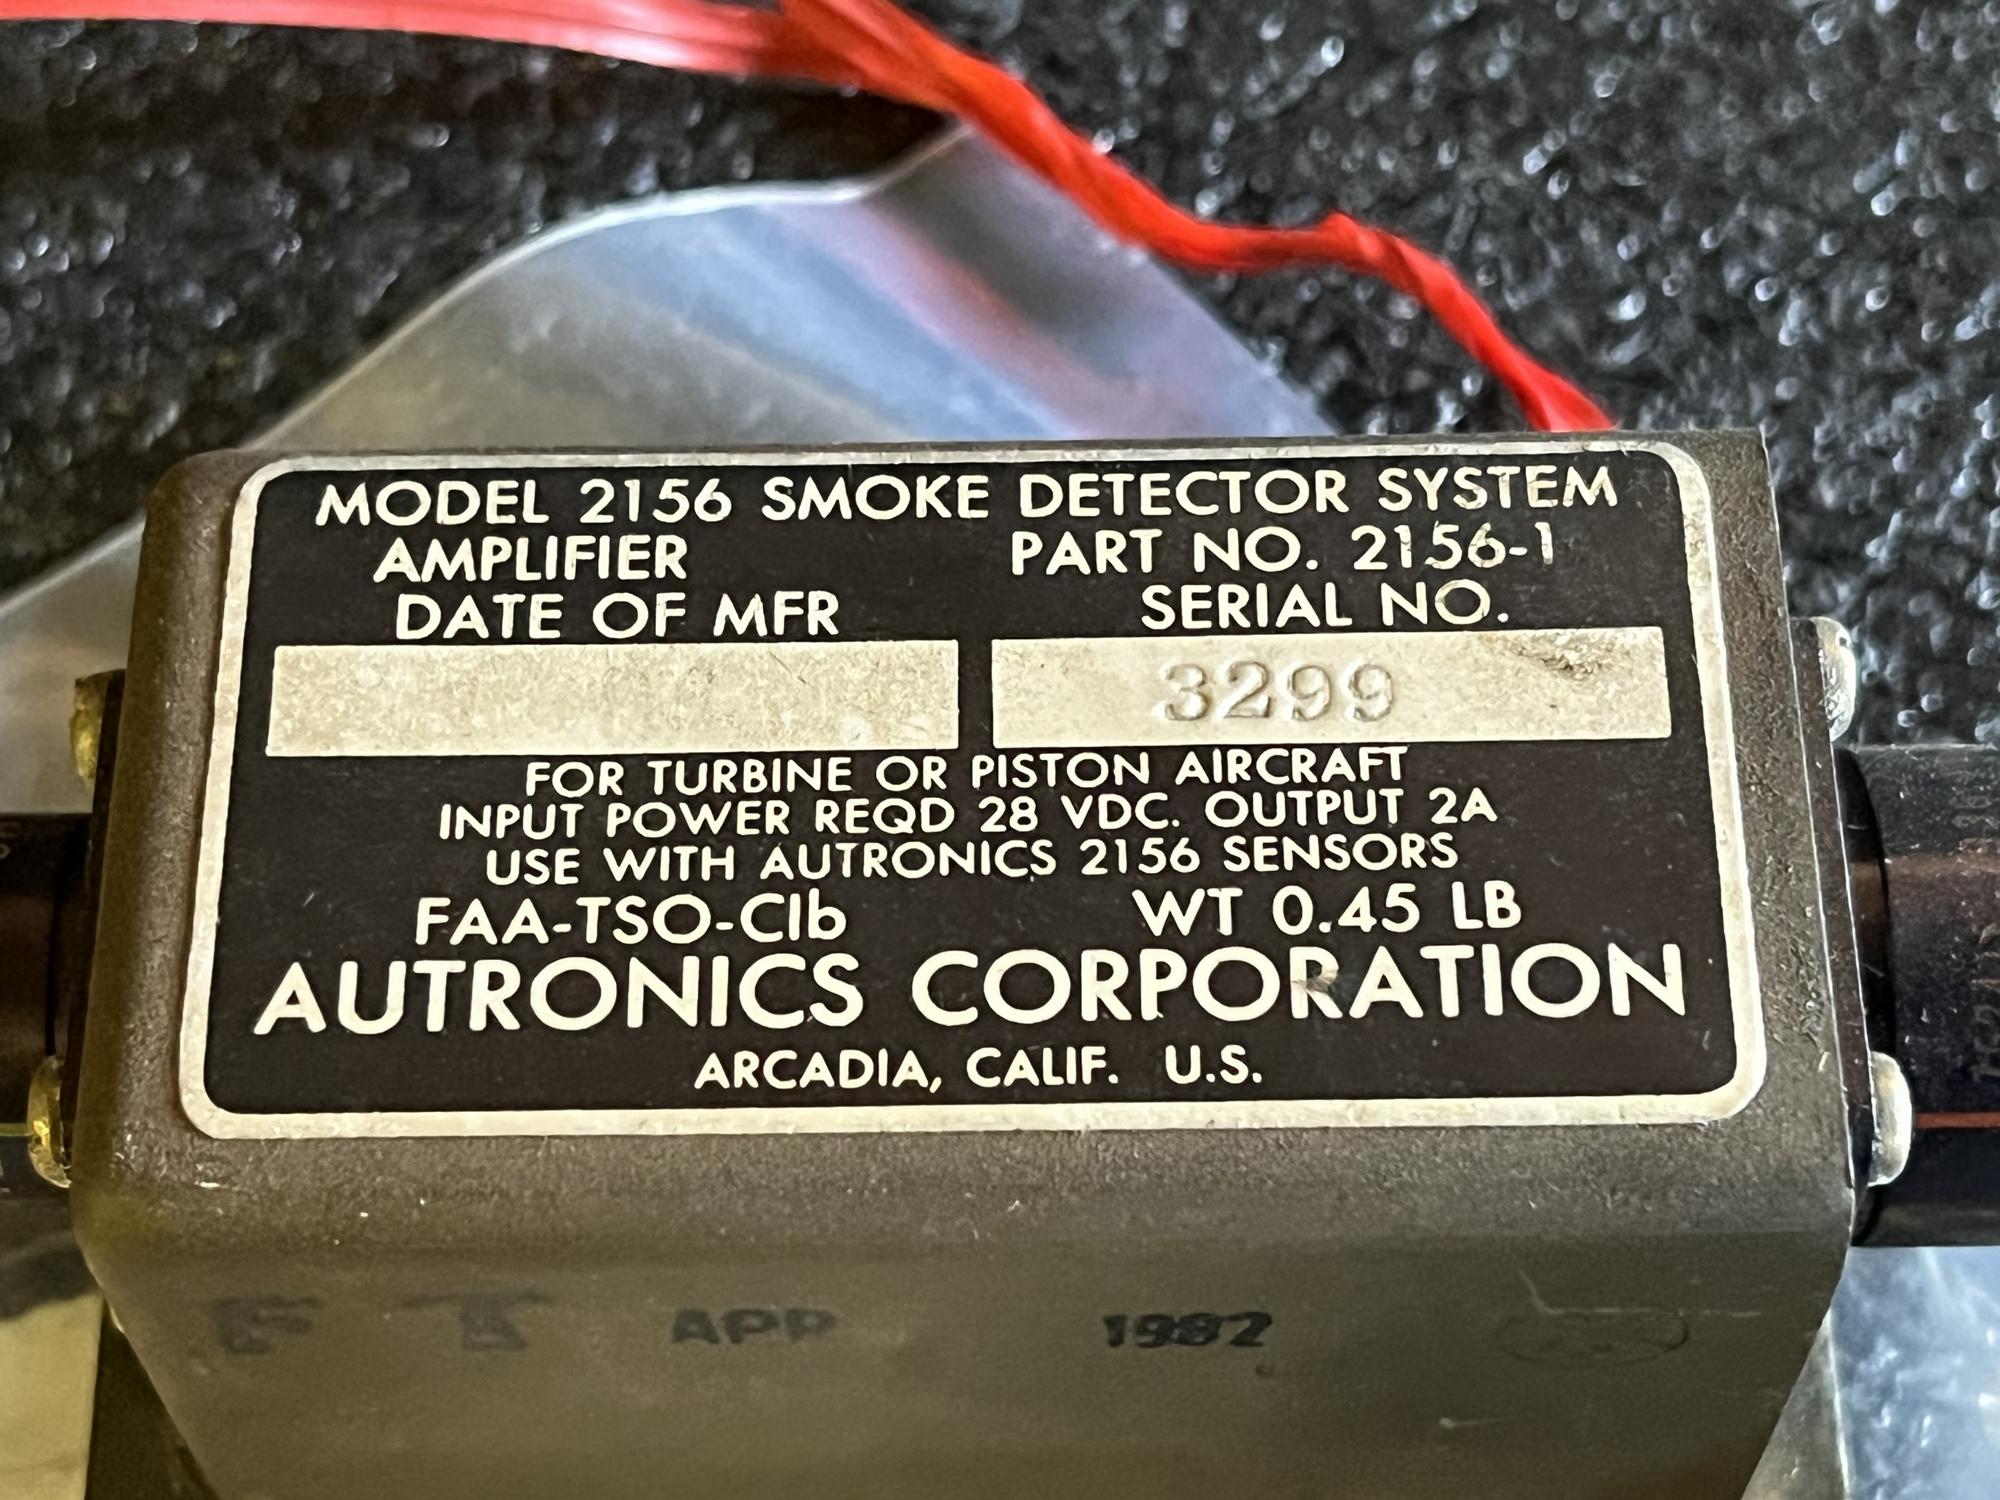 MODEL 2156 SMOKE DETECTOR SYSTEM
AMPLIFIER PART NO. 2156-1
DATE OF MFR SERIAL NO.
3299
FOR TURBINE OR PISTON AIRCRAFT
INPUT POWER REQD 28 VDC. OUTPUT 2A
USE WITH AUTRONICS 2156 SENSORS
FAA-TSO-CIb WT 0.45 LB
AUTRONICS CORPORATION
ARCADIA, CALIF. U.S.